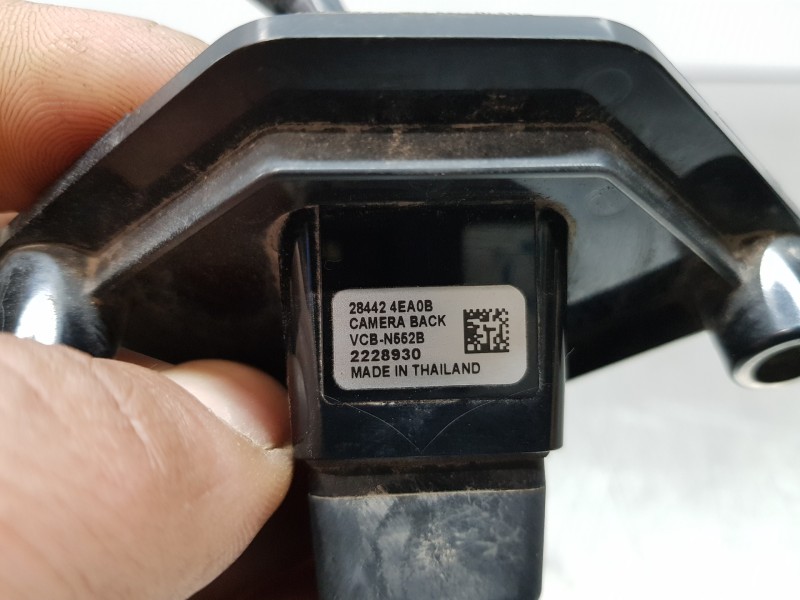 28442 4EA0B
CAMERA BACK
VCB-N562B
2228930
MADE IN THAILAND